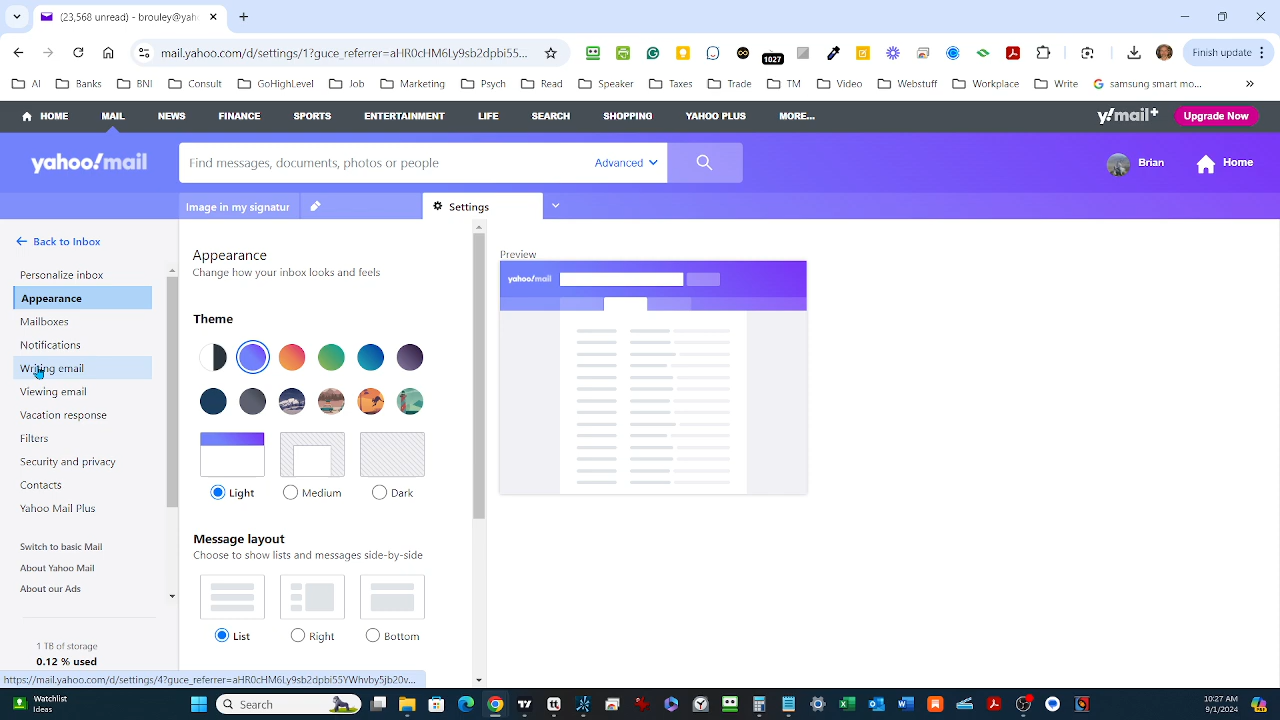 (23,568 unread) - brouley@yaho
Finish update
mail.yahoo.com/d/settings/1?guce_referrer=aHR0cHM6Ly9sb2dpbi55...
1027
AI Banks BNI Consult GoHighLevel Job Marketing Psych Read Speaker Taxes Trade TM Video Webstuff Workplace Write samsung smart mo... »
HOME MAIL NEWS FINANCE SPORTS LIFE SEARCH SHOPPING YAHOO PLUS MORE... y!mail+ Upgrade Now
yahoo!mail Find messages, documents, photos or people Advanced Brian Home
Image in my signatur Settings
Back to Inbox
Personalize inbox
Appearance
Mailboxes
Notifications
email
Viewing email
Vacation response
Filters
Security and privacy
Contacts
Yahoo Mail Plus
Switch to basic Mail
About Yahoo Mail
About our Ads
1 TB of storage
0.12 % used
Appearance
Change how your inbox looks and feels
Theme
Light Medium Dark
Message layout
Choose to show lists and messages side-by-side
List Right Bottom
Preview
yahoo!mail
https://mail.yahoo.com/d/settings/4?guce_referrer=aHR0cHM6Ly9sb2dpbi55YWhvby5jb20v...
Watchlist
Ideas
Search
10:27 AM
9/1/2024